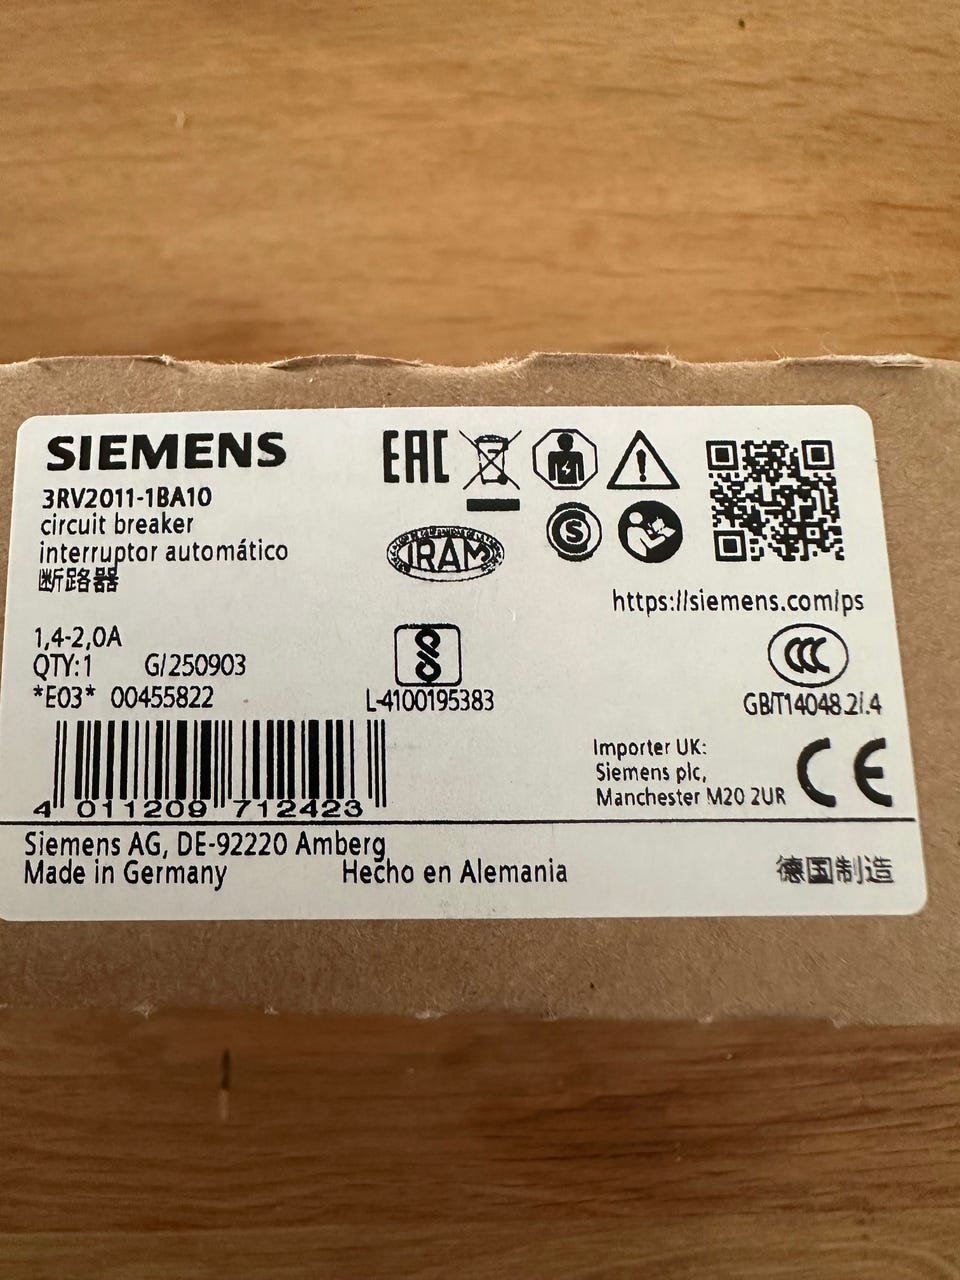 SIEMENS
3RV2011-1BA10
circuit breaker
interruptor automático
断路器
1,4-2,0A
QTY:1 G/250903
*E03* 00455822
4 011209 712423
EAC
IRAM
S
L-4100195383
https://siemens.com/ps
CCC
GB/T14048.2/.4
Importer UK:
Siemens plc,
Manchester M20 2UR
CE
Siemens AG, DE-92220 Amberg
Made in Germany Hecho en Alemania 德国制造